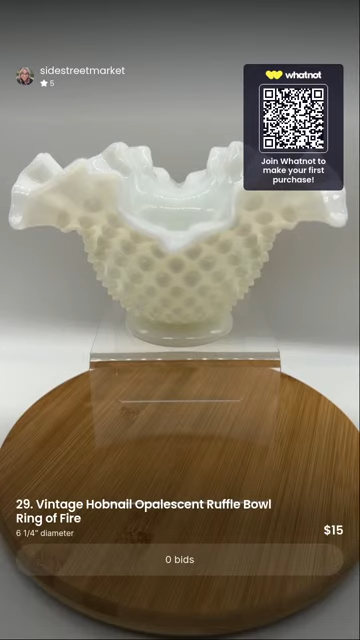 sidestreetmarket
5
whatnot
Join Whatnot to
make your first
purchase!
29. Vintage Hobnail Opalescent Ruffle Bowl
Ring of Fire
6 1/4" diameter
$15
0 bids